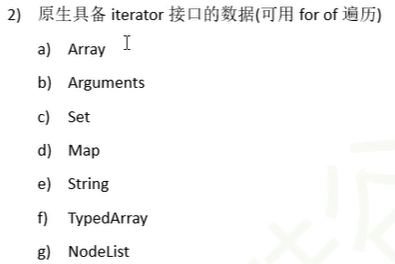 2) 原生具备 iterator 接口的数据(可用 for of 遍历)
a) Array
b) Arguments
c) Set
d) Map
e) String
f) TypedArray
g) NodeList